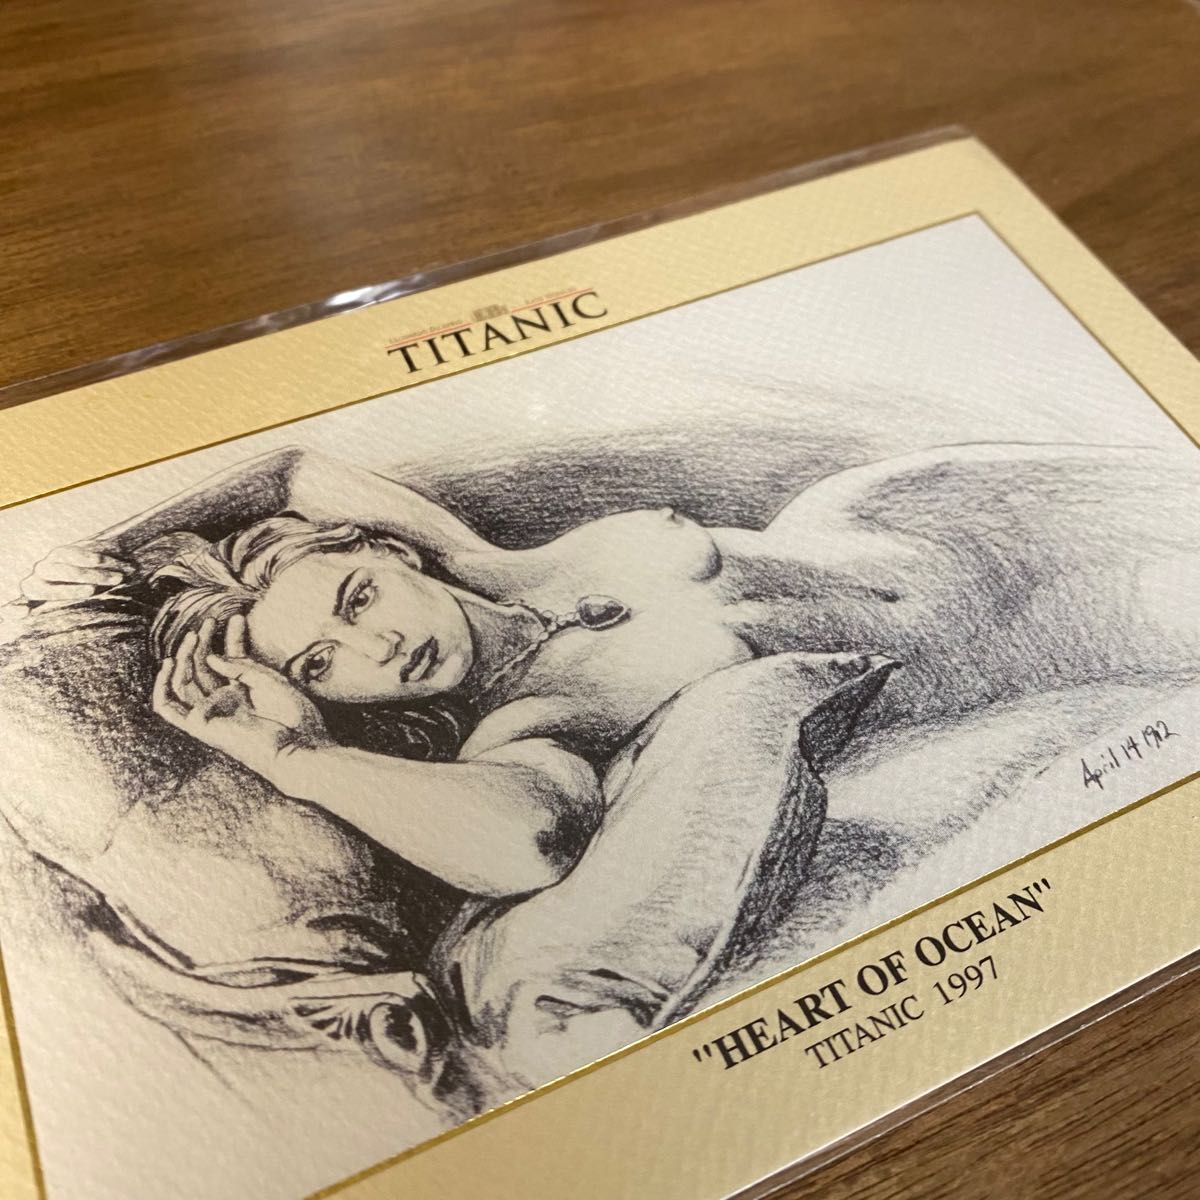 TITANIC
April 14 1912
"HEART OF OCEAN"
TITANIC 1997